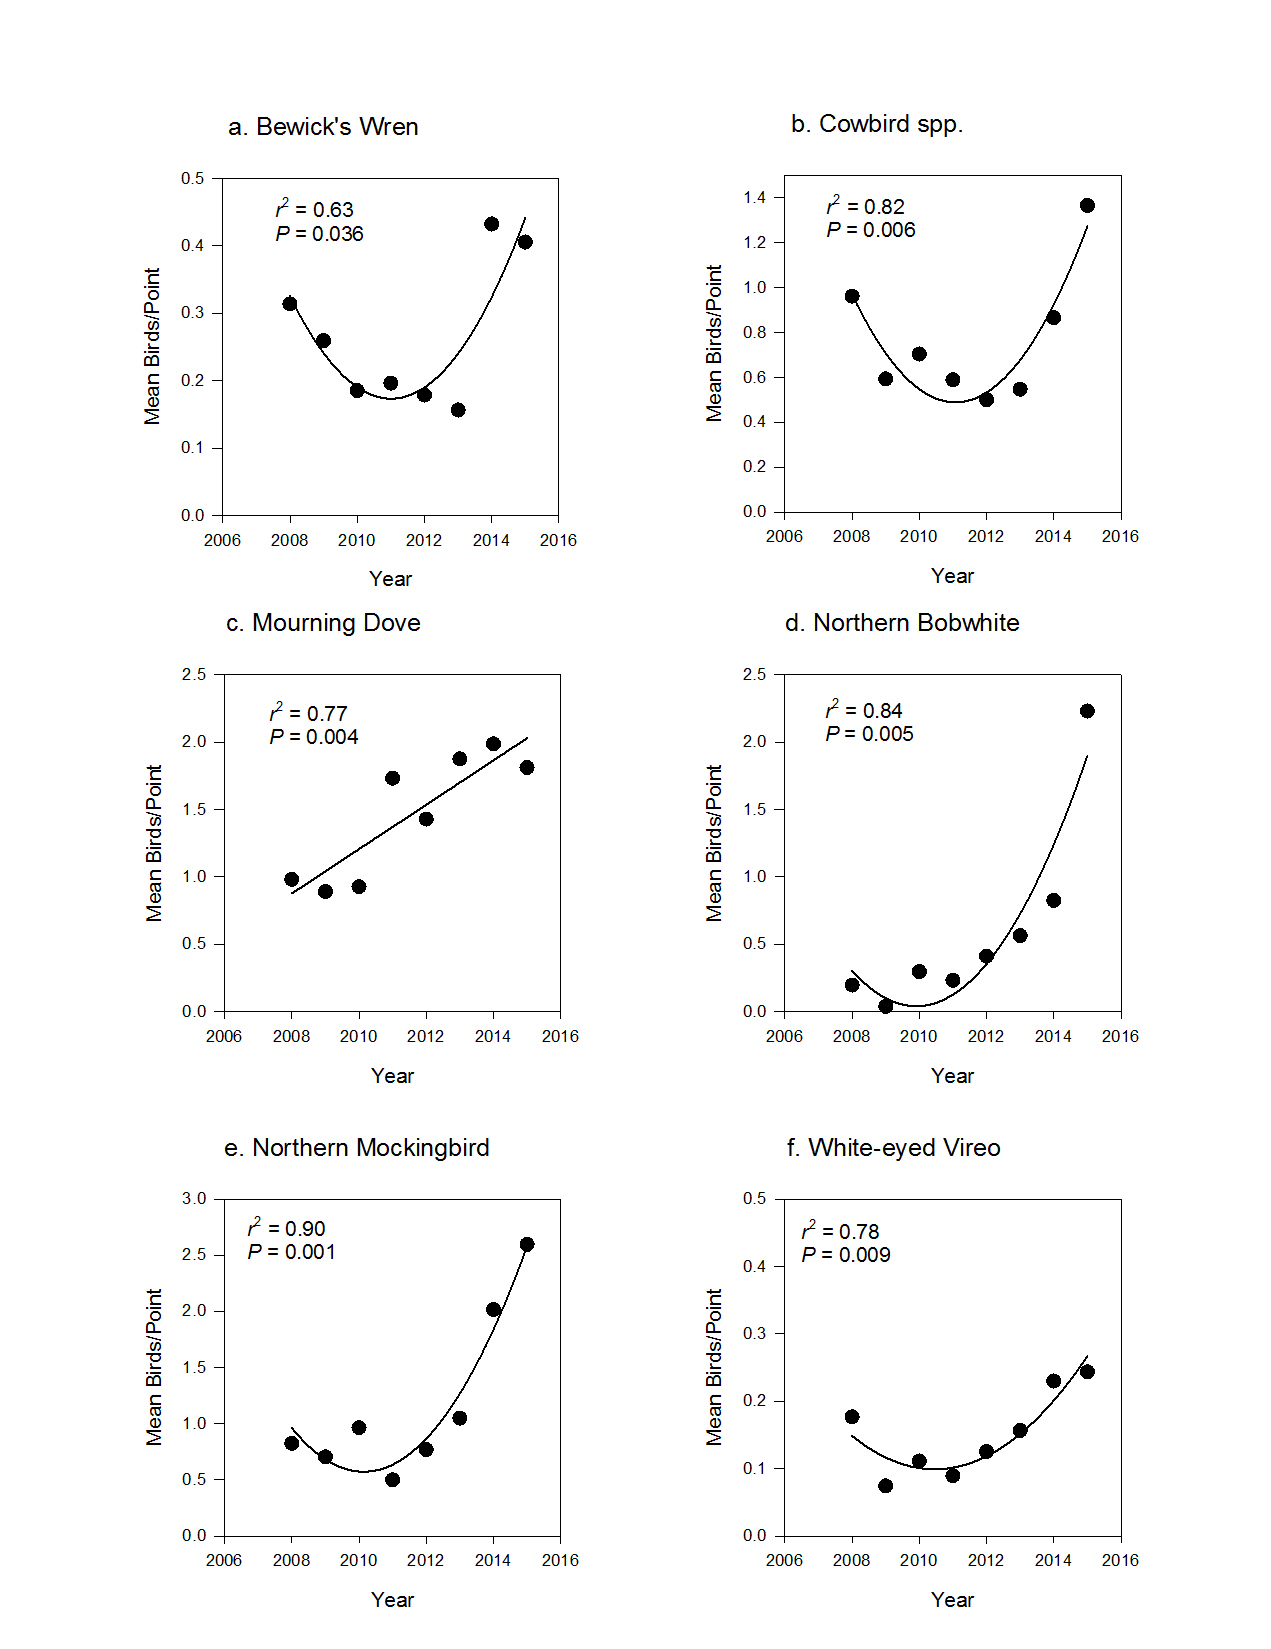 a. Bewick's Wren
r² = 0.63
P = 0.036
0.5
0.4
0.3
0.2
0.1
0.0
Mean Birds/Point
2006 2008 2010 2012 2014 2016
Year
b. Cowbird spp.
r² = 0.82
P = 0.006
1.4
1.2
1.0
0.8
0.6
0.4
0.2
0.0
Mean Birds/Point
2006 2008 2010 2012 2014 2016
Year
c. Mourning Dove
r² = 0.77
P = 0.004
2.5
2.0
1.5
1.0
0.5
0.0
Mean Birds/Point
2006 2008 2010 2012 2014 2016
Year
d. Northern Bobwhite
r² = 0.84
P = 0.005
2.5
2.0
1.5
1.0
0.5
0.0
Mean Birds/Point
2006 2008 2010 2012 2014 2016
Year
e. Northern Mockingbird
r² = 0.90
P = 0.001
3.0
2.5
2.0
1.5
1.0
0.5
0.0
Mean Birds/Point
2006 2008 2010 2012 2014 2016
Year
f. White-eyed Vireo
r² = 0.78
P = 0.009
0.5
0.4
0.3
0.2
0.1
0.0
Mean Birds/Point
2006 2008 2010 2012 2014 2016
Year